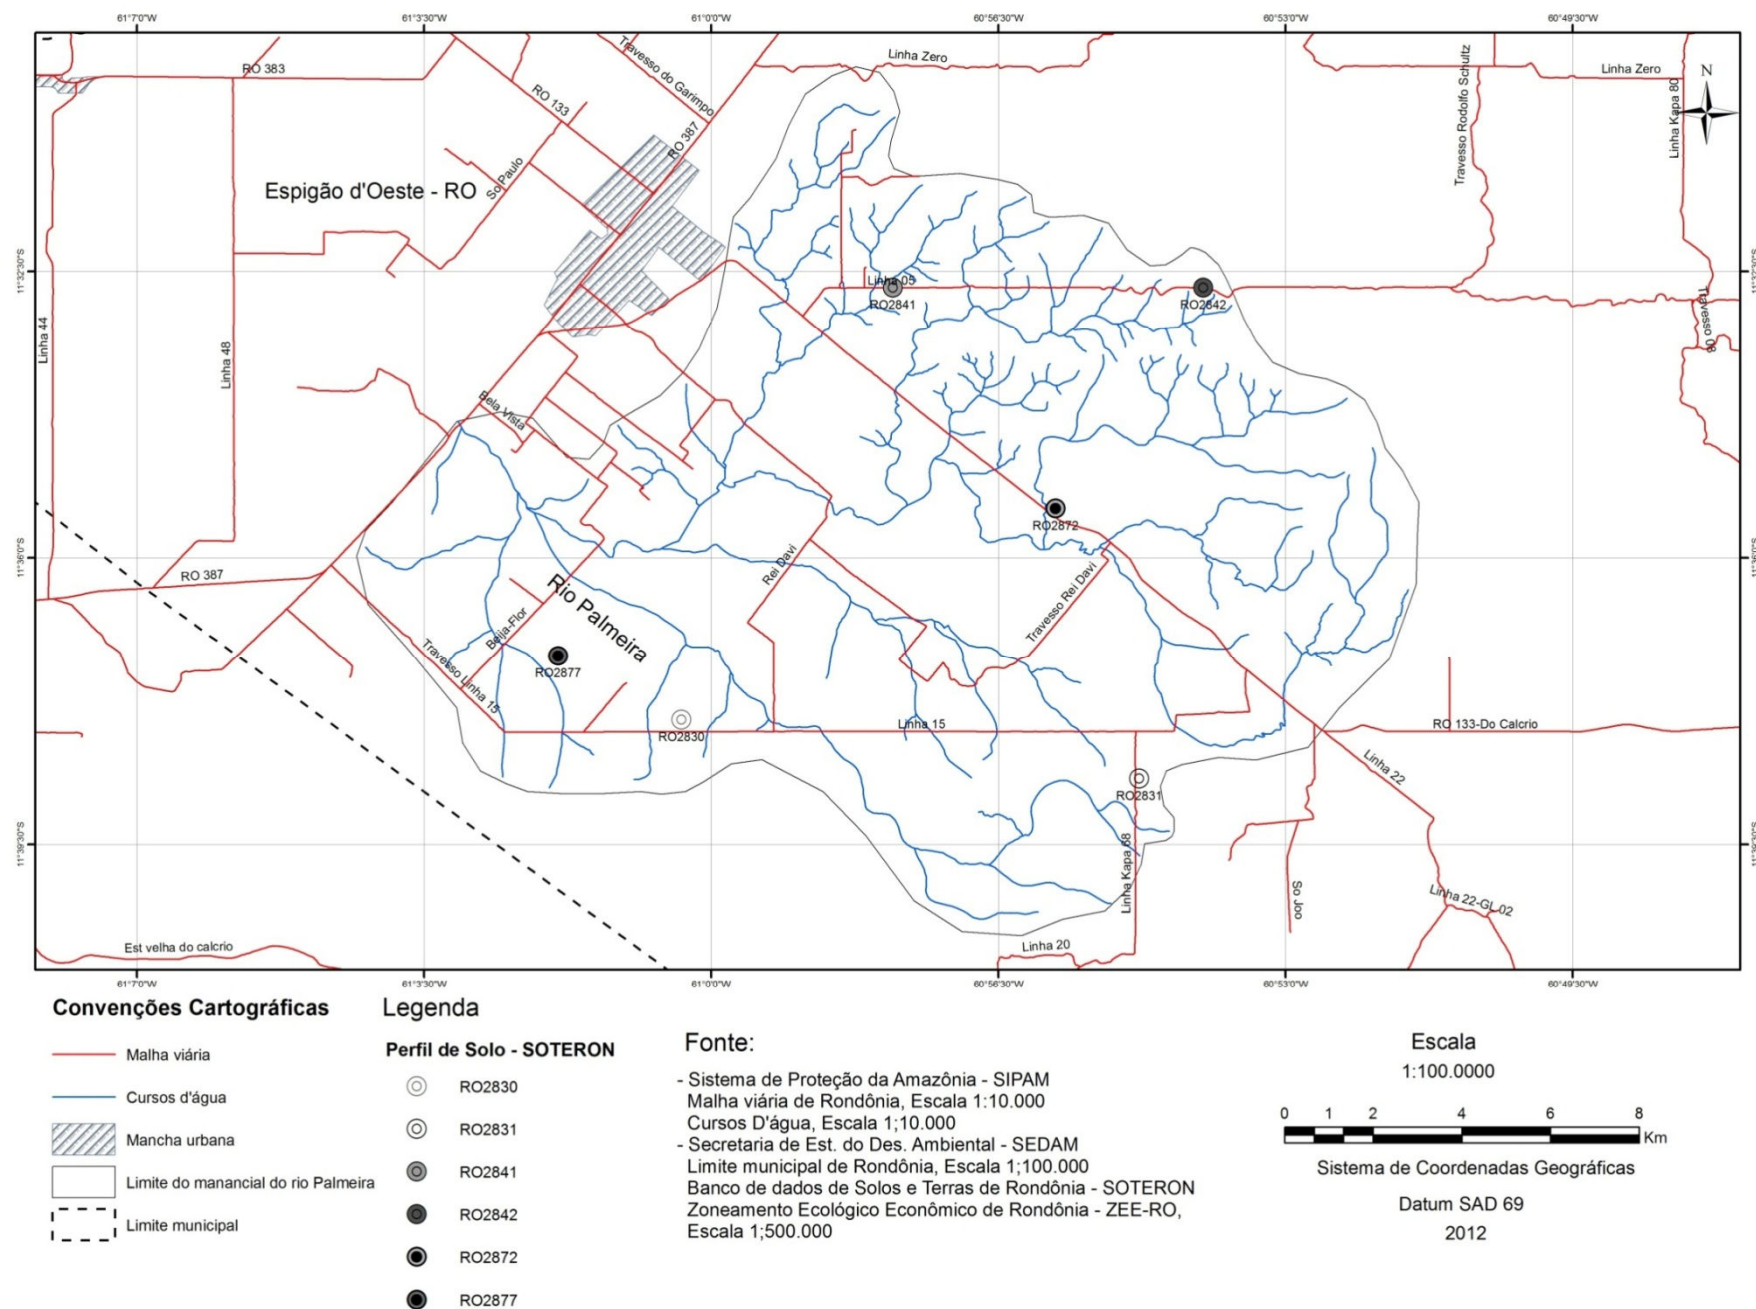 61°7'0"W
61°3'30"W
61°0'0"W
60°56'30"W
60°53'0"W
60°49'30"W
RO 383
RO 133
Travesso do Garimpo
RO 387
Linha Zero
Linha Zero
Travesso Rodolfo Schultz
Linha Kapa 80
N
Espigão d'Oeste - RO
So Paulo
11°32'30"S
11°32'30"S
Linha 05
RO2841
RO2842
Travesso 08
Linha 44
Linha 48
Bela Vista
RO2872
11°36'0"S
11°36'0"S
RO 387
Rei Davi
Travesso Rei Davi
Rio Palmeira
Beija-Flor
Travesso Linha 15
RO2877
RO2830
Linha 15
RO 133-Do Calcrio
Linha 22
RO2831
11°39'30"S
11°39'30"S
Linha Kapa 68
So Joo
Linha 22-GL-02
Est velha do calcrio
Linha 20
61°7'0"W
61°3'30"W
61°0'0"W
60°56'30"W
60°53'0"W
60°49'30"W
Convenções Cartográficas
Malha viária
Cursos d'água
Mancha urbana
Limite do manancial do rio Palmeira
Limite municipal
Legenda
Perfil de Solo - SOTERON
RO2830
RO2831
RO2841
RO2842
RO2872
RO2877
Fonte:
- Sistema de Proteção da Amazônia - SIPAM
Malha viária de Rondônia, Escala 1:10.000
Cursos D'água, Escala 1;10.000
- Secretaria de Est. do Des. Ambiental - SEDAM
Limite municipal de Rondônia, Escala 1;100.000
Banco de dados de Solos e Terras de Rondônia - SOTERON
Zoneamento Ecológico Econômico de Rondônia - ZEE-RO,
Escala 1;500.000
Escala
1:100.0000
0 1 2 4 6 8
Km
Sistema de Coordenadas Geográficas
Datum SAD 69
2012